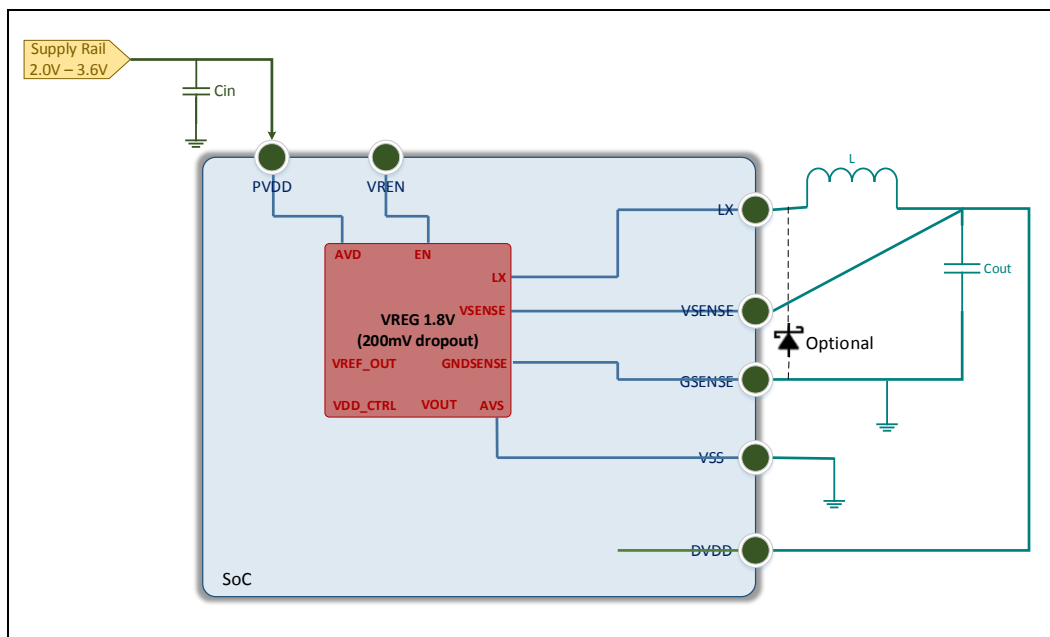 Supply Rail
2.0V – 3.6V
Cin
PVDD
VREN
L
LX
AVD
EN
LX
VSENSE
VSENSE
VREG 1.8V
(200mV dropout)
VREF_OUT
GNDSENSE
VDD_CTRL
VOUT
AVS
Cout
Optional
GSENSE
VSS
DVDD
SoC